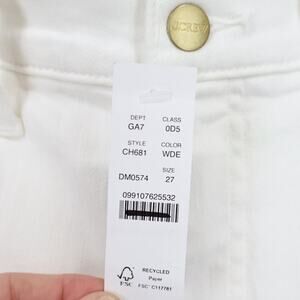 J.CREW
DEPT CLASS
GA7 0D5
STYLE COLOR
CH681 WDE
SIZE
DM0574 27
099107625532
RECYCLED
Paper
FSC FSC® C117781